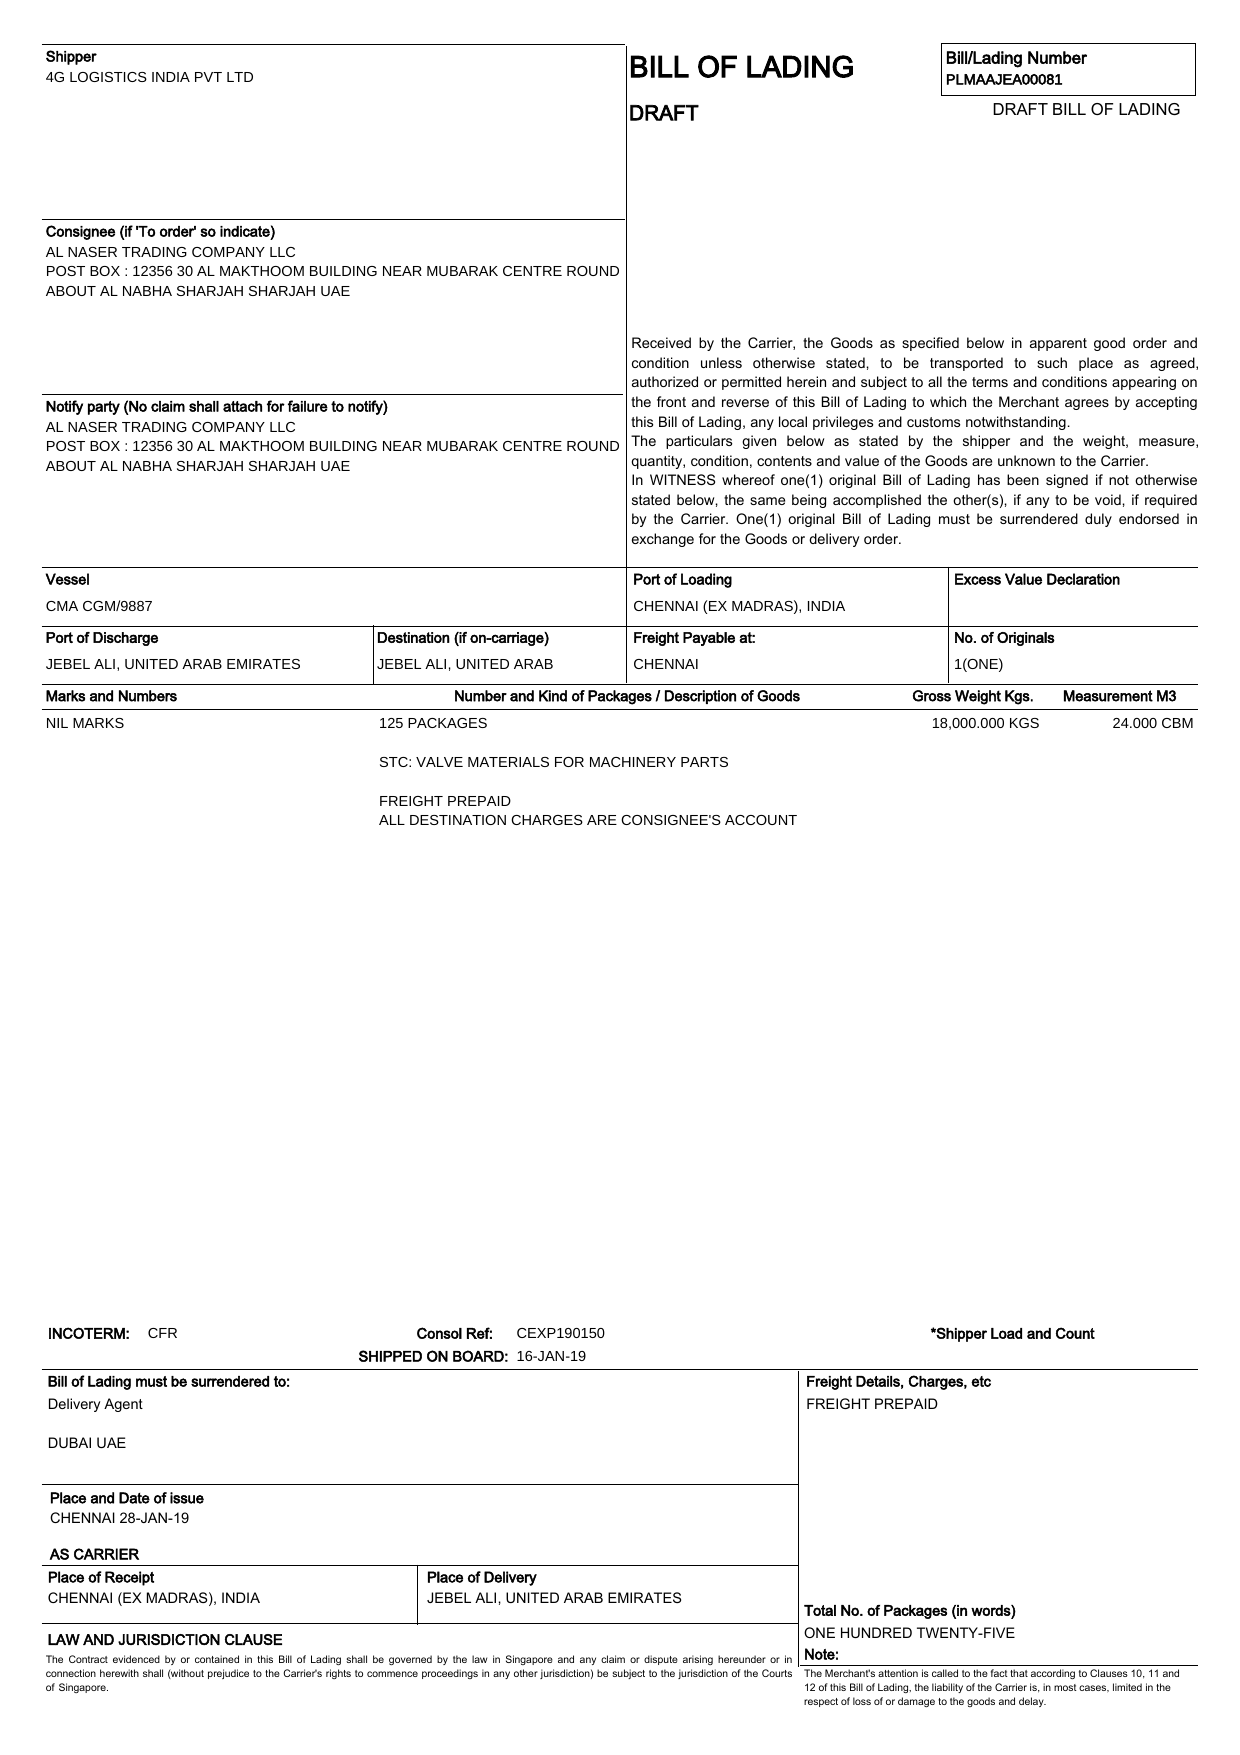 Shipper
4G LOGISTICS INDIA PVT LTD
BILL OF LADING
DRAFT
Bill/Lading Number
PLMAAJEA00081
DRAFT BILL OF LADING
Consignee (if 'To order' so indicate)
AL NASER TRADING COMPANY LLC
POST BOX : 12356 30 AL MAKTHOOM BUILDING NEAR MUBARAK CENTRE ROUND
ABOUT AL NABHA SHARJAH SHARJAH UAE
Notify party (No claim shall attach for failure to notify)
AL NASER TRADING COMPANY LLC
POST BOX : 12356 30 AL MAKTHOOM BUILDING NEAR MUBARAK CENTRE ROUND
ABOUT AL NABHA SHARJAH SHARJAH UAE
Received by the Carrier, the Goods as specified below in apparent good order and
condition unless otherwise stated, to be transported to such place as agreed,
authorized or permitted herein and subject to all the terms and conditions appearing on
the front and reverse of this Bill of Lading to which the Merchant agrees by accepting
this Bill of Lading, any local privileges and customs notwithstanding.
The particulars given below as stated by the shipper and the weight, measure,
quantity, condition, contents and value of the Goods are unknown to the Carrier.
In WITNESS whereof one(1) original Bill of Lading has been signed if not otherwise
stated below, the same being accomplished the other(s), if any to be void, if required
by the Carrier. One(1) original Bill of Lading must be surrendered duly endorsed in
exchange for the Goods or delivery order.
Vessel
CMA CGM/9887
Port of Loading
CHENNAI (EX MADRAS), INDIA
Excess Value Declaration
Port of Discharge
JEBEL ALI, UNITED ARAB EMIRATES
Destination (if on-carriage)
JEBEL ALI, UNITED ARAB
Freight Payable at:
CHENNAI
No. of Originals
1(ONE)
Marks and Numbers Number and Kind of Packages / Description of Goods Gross Weight Kgs. Measurement M3
NIL MARKS 125 PACKAGES 18,000.000 KGS 24.000 CBM
STC: VALVE MATERIALS FOR MACHINERY PARTS
FREIGHT PREPAID
ALL DESTINATION CHARGES ARE CONSIGNEE'S ACCOUNT
INCOTERM: CFR Consol Ref: CEXP190150 *Shipper Load and Count
SHIPPED ON BOARD: 16-JAN-19
Bill of Lading must be surrendered to:
Delivery Agent
DUBAI UAE
Freight Details, Charges, etc
FREIGHT PREPAID
Place and Date of issue
CHENNAI 28-JAN-19
AS CARRIER
Place of Receipt
CHENNAI (EX MADRAS), INDIA
Place of Delivery
JEBEL ALI, UNITED ARAB EMIRATES
Total No. of Packages (in words)
ONE HUNDRED TWENTY-FIVE
LAW AND JURISDICTION CLAUSE
The Contract evidenced by or contained in this Bill of Lading shall be governed by the law in Singapore and any claim or dispute arising hereunder or in
connection herewith shall (without prejudice to the Carrier's rights to commence proceedings in any other jurisdiction) be subject to the jurisdiction of the Courts
of Singapore.
Note:
The Merchant's attention is called to the fact that according to Clauses 10, 11 and
12 of this Bill of Lading, the liability of the Carrier is, in most cases, limited in the
respect of loss of or damage to the goods and delay.